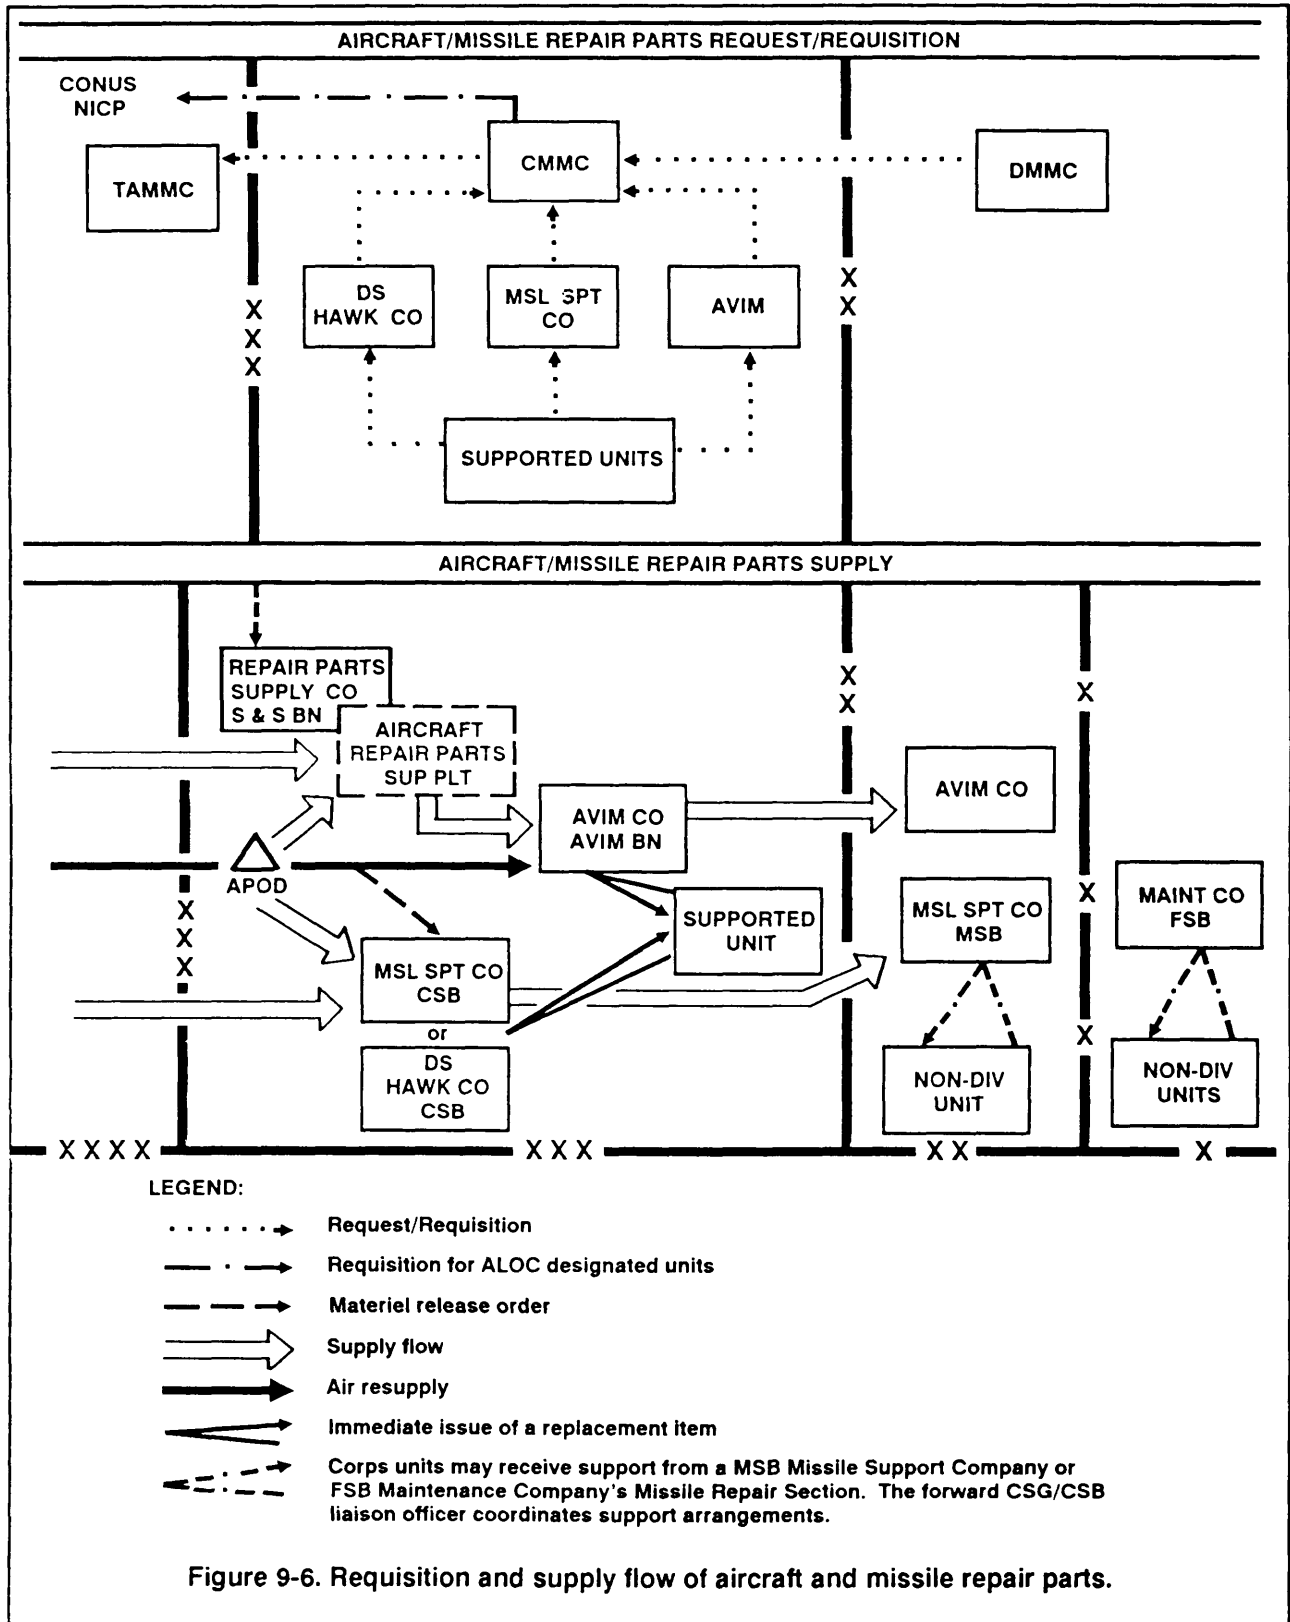 AIRCRAFT/MISSILE REPAIR PARTS REQUEST/REQUISITION
CONUS
NICP
TAMMC
CMMC
DMMC
DS
HAWK CO
MSL SPT
CO
AVIM
X
X
X
X
X
SUPPORTED UNITS
AIRCRAFT/MISSILE REPAIR PARTS SUPPLY
REPAIR PARTS
SUPPLY CO
S & S BN
AIRCRAFT
REPAIR PARTS
SUP PLT
X
X
X
AVIM CO
AVIM BN
AVIM CO
APOD
X
X
X
X
MSL SPT CO
CSB
or
DS
HAWK CO
CSB
SUPPORTED
UNIT
MSL SPT CO
MSB
X
X
MAINT CO
FSB
NON-DIV
UNIT
NON-DIV
UNITS
X X X X
X X X
X X
X
LEGEND:
Request/Requisition
Requisition for ALOC designated units
Materiel release order
Supply flow
Air resupply
Immediate issue of a replacement item
Corps units may receive support from a MSB Missile Support Company or
FSB Maintenance Company's Missile Repair Section. The forward CSG/CSB
liaison officer coordinates support arrangements.
Figure 9-6. Requisition and supply flow of aircraft and missile repair parts.